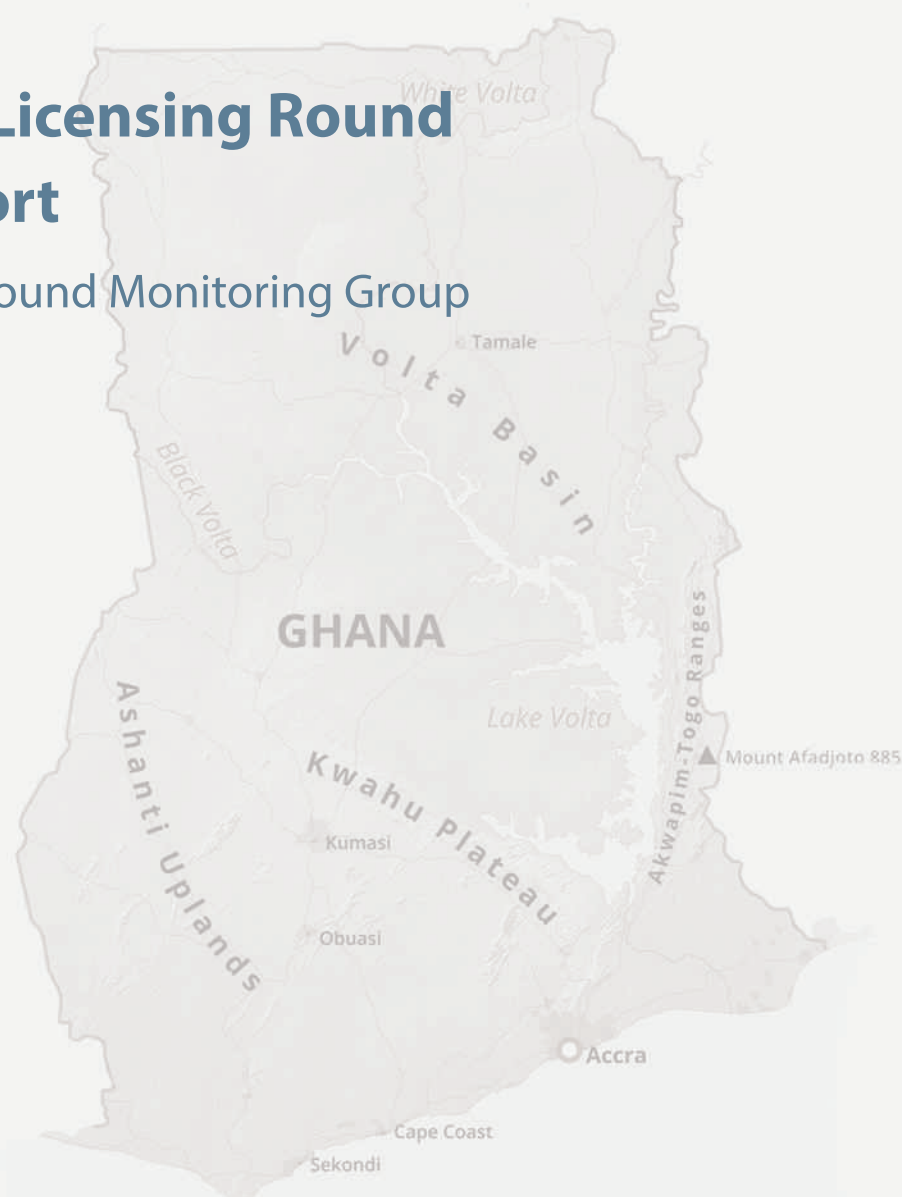 Licensing Round
ort
ound Monitoring Group
White Volta
Tamale
Volta Basin
Black Volta
GHANA
Ashanti Uplands
Lake Volta
Akwapim-Togo Ranges
Mount Afadjoto 885
Kwahu Plateau
Kumasi
Obuasi
Accra
Cape Coast
Sekondi